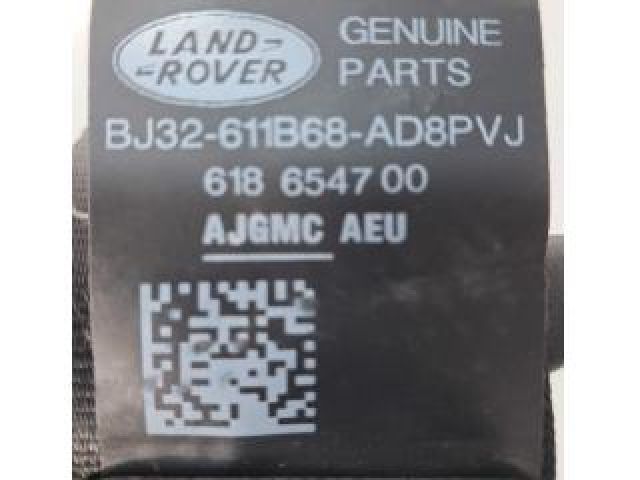 LAND-
-ROVER
GENUINE
PARTS
BJ32-611B68-AD8PVJ
618 6547 00
AJGMC AEU